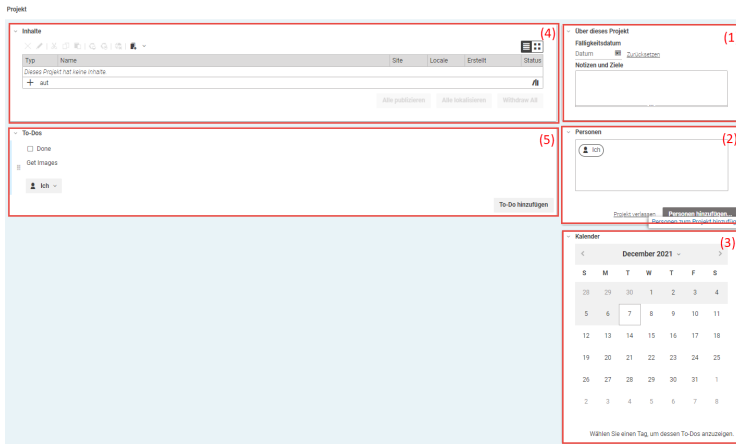 Projekt
Inhalte
(4)
Typ Name Site Locale Erstellt Status
Dieses Projekt hat keine Inhalte.
aut
Alle publizieren Alle lokalisieren Withdraw All
To-Dos
(5)
Done
Get Images
Ich
To-Do hinzufügen
Über dieses Projekt
(1
Fälligkeitsdatum
Datum Zurücksetzen
Notizen und Ziele
Personen
(2)
Ich
Projekt verlassen... Personen hinzufügen...
Personen zum Projekt hinzufüg
Kalender
(3)
December 2021
S M T W T F S
28 29 30 1 2 3 4
5 6 7 8 9 10 11
12 13 14 15 16 17 18
19 20 21 22 23 24 25
26 27 28 29 30 31 1
2 3 4 5 6 7 8
Wählen Sie einen Tag, um dessen To-Dos anzuzeigen.